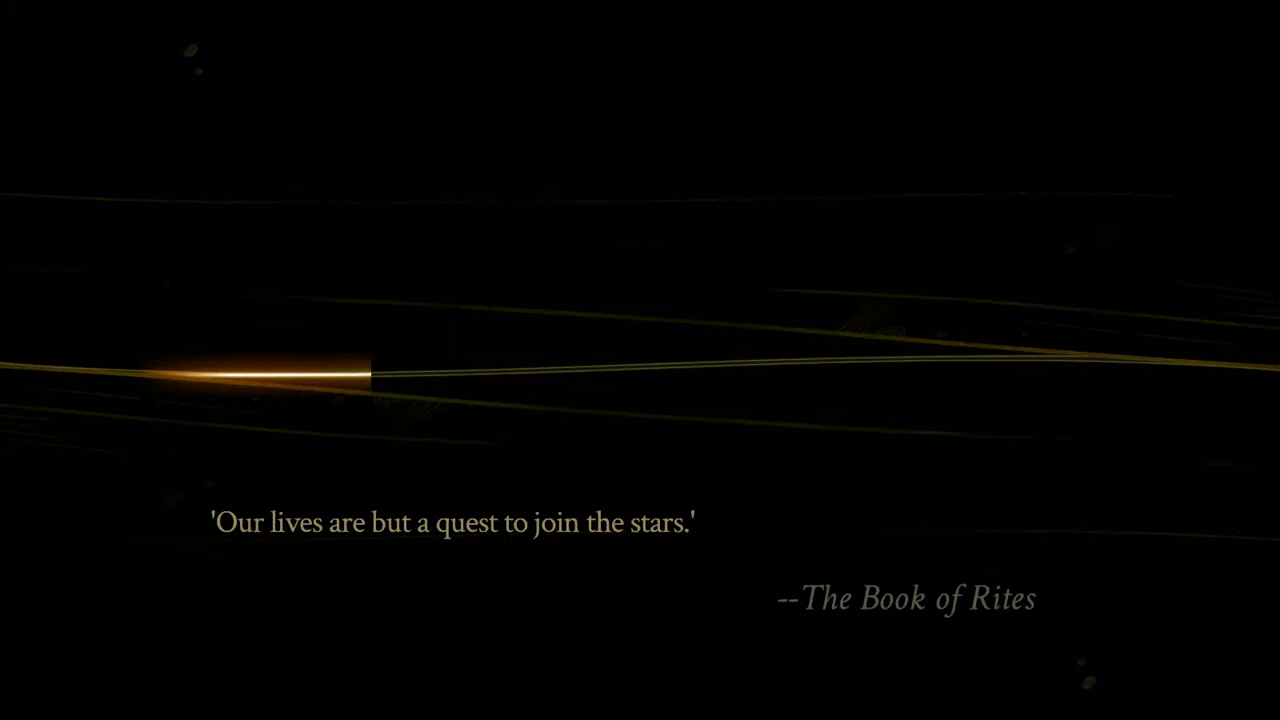 'Our lives are but a quest to join the stars.'
--The Book of Rites